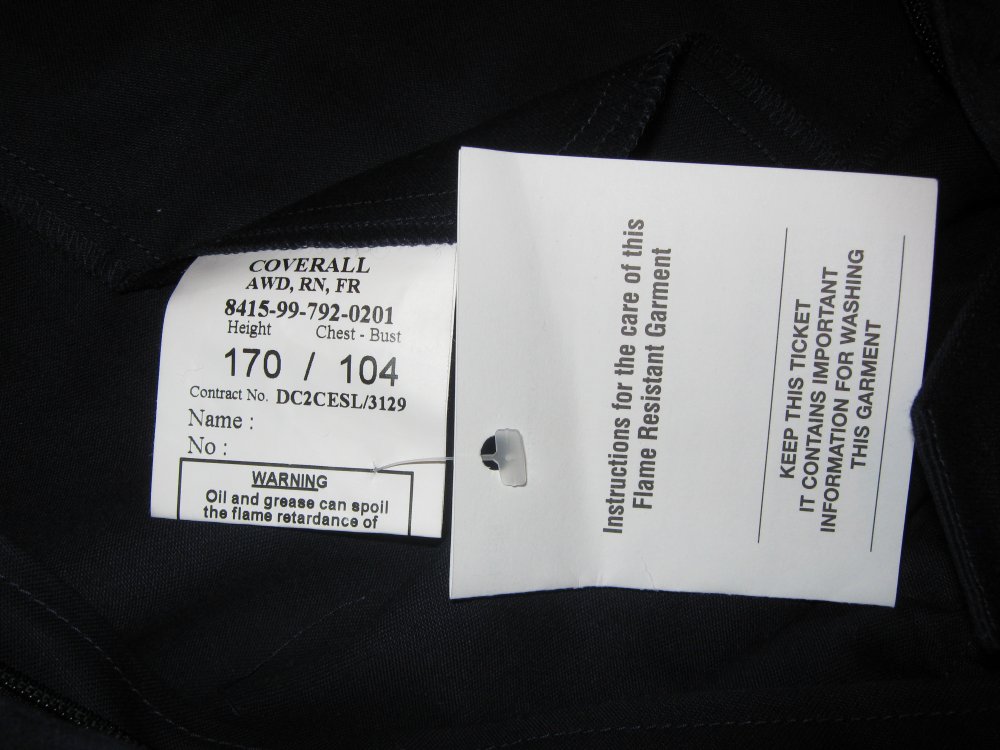 COVERALL
AWD, RN, FR
8415-99-792-0201
Height Chest - Bust
170 / 104
Contract No. DC2CESL/3129
Name :
No :
WARNING
Oil and grease can spoil
the flame retardance of
Instructions for the care of this
Flame Resistant Garment
KEEP THIS TICKET
IT CONTAINS IMPORTANT
INFORMATION FOR WASHING
THIS GARMENT